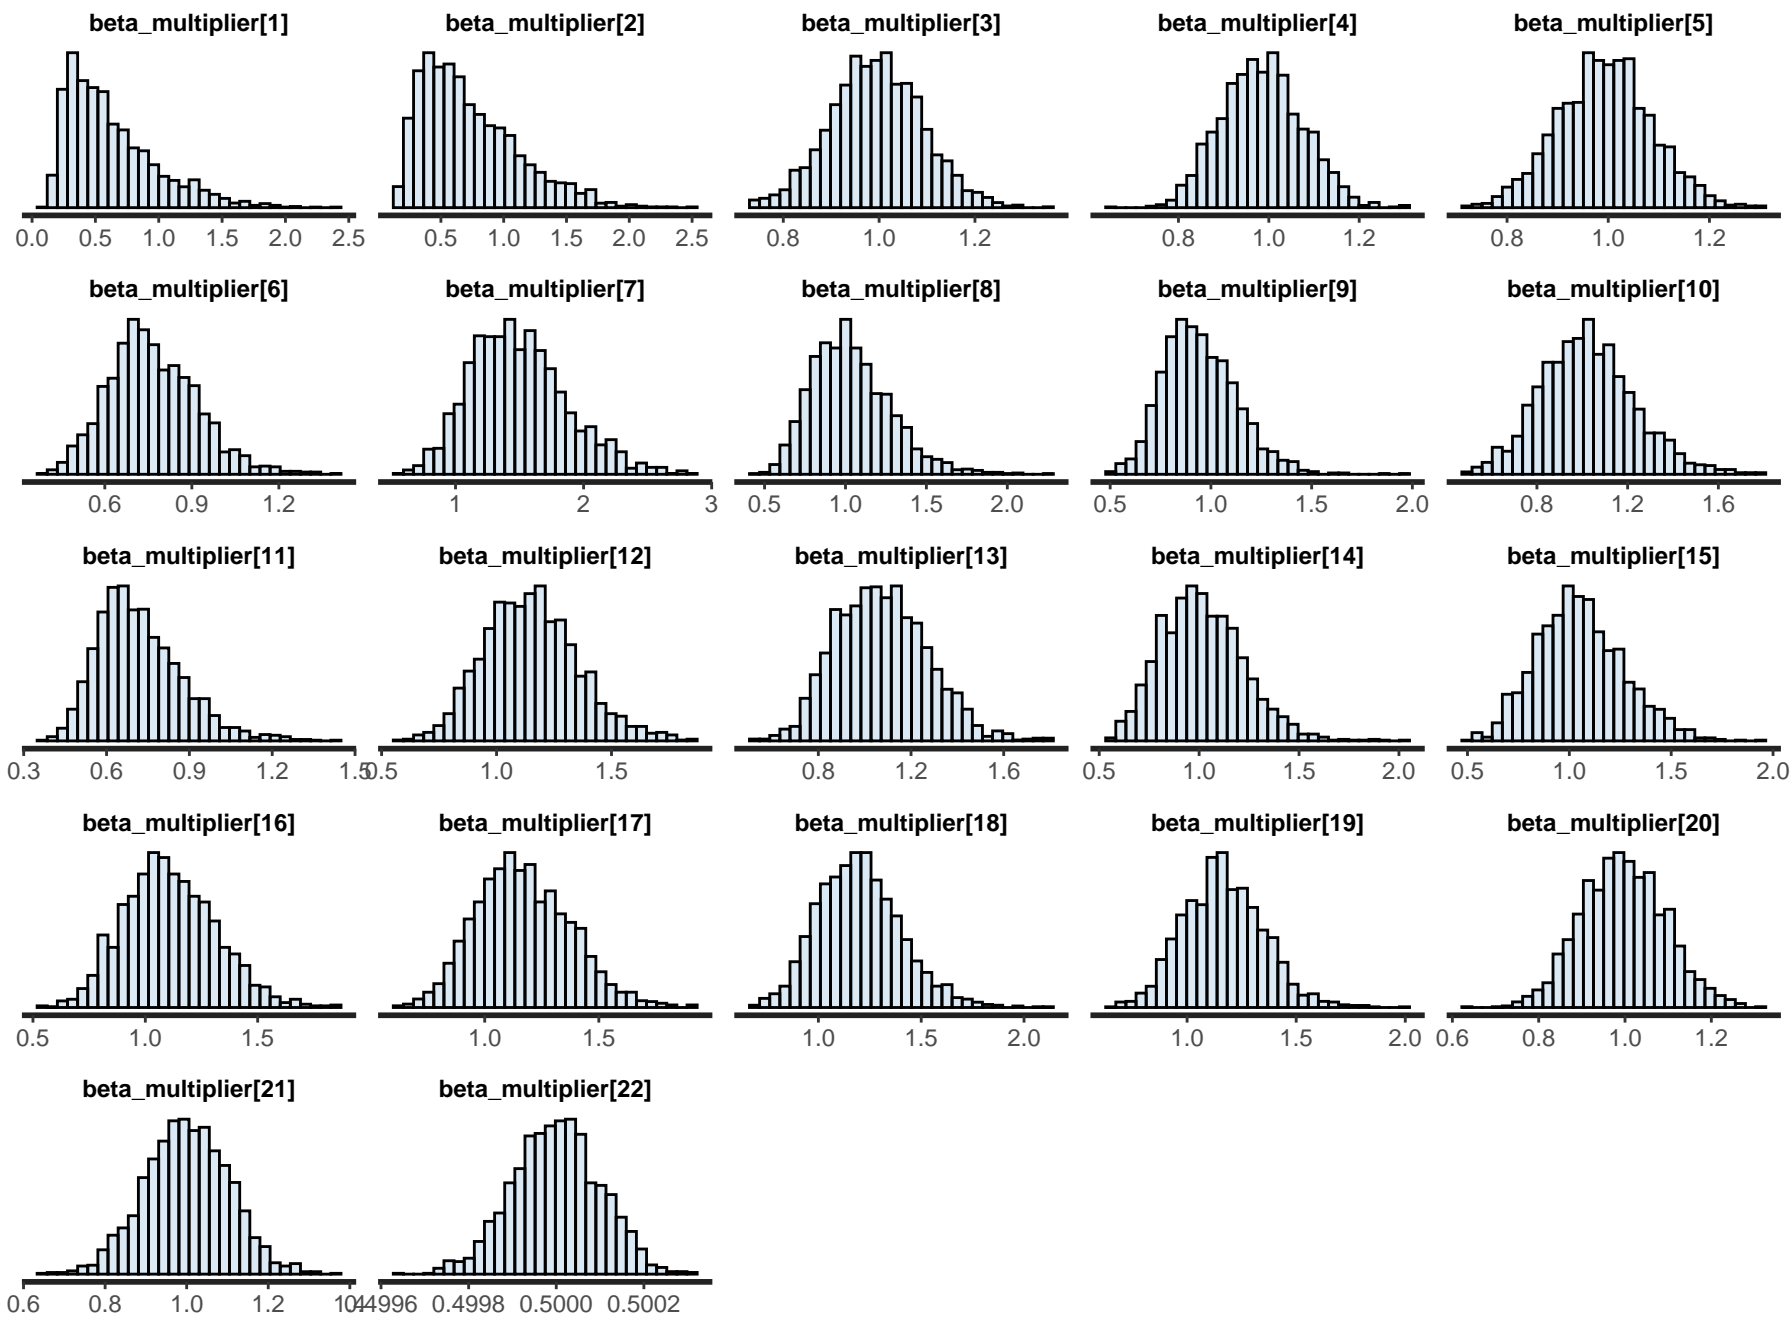 beta_multiplier[1] beta_multiplier[2] beta_multiplier[3] beta_multiplier[4] beta_multiplier[5]
0.0 0.5 1.0 1.5 2.0 2.5 0.5 1.0 1.5 2.0 2.5 0.8 1.0 1.2 0.8 1.0 1.2 0.8 1.0 1.2
beta_multiplier[6] beta_multiplier[7] beta_multiplier[8] beta_multiplier[9] beta_multiplier[10]
0.6 0.9 1.2 1 2 3 0.5 1.0 1.5 2.0 0.5 1.0 1.5 2.0 0.8 1.2 1.6
beta_multiplier[11] beta_multiplier[12] beta_multiplier[13] beta_multiplier[14] beta_multiplier[15]
0.3 0.6 0.9 1.2 1.5 0.5 1.0 1.5 0.8 1.2 1.6 0.5 1.0 1.5 2.0 0.5 1.0 1.5 2.0
beta_multiplier[16] beta_multiplier[17] beta_multiplier[18] beta_multiplier[19] beta_multiplier[20]
0.5 1.0 1.5 1.0 1.5 1.0 1.5 2.0 1.0 1.5 2.0 0.6 0.8 1.0 1.2
beta_multiplier[21] beta_multiplier[22]
0.6 0.8 1.0 1.2 1.4 0.4996 0.4998 0.5000 0.5002